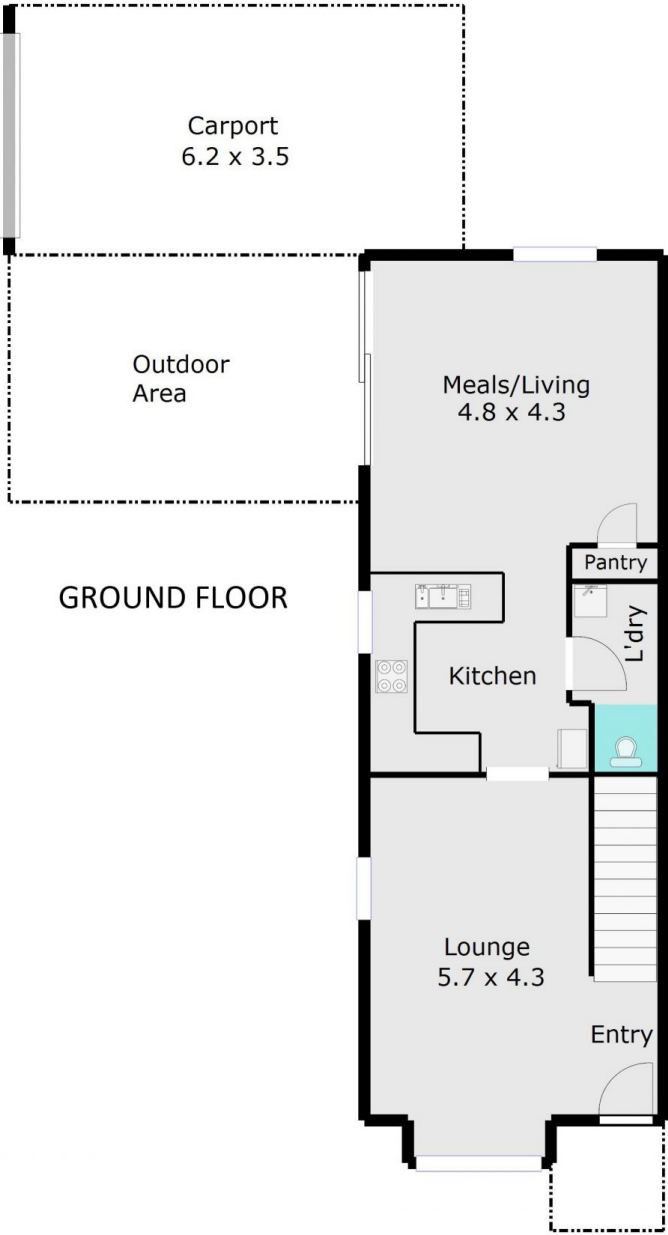 Carport
6.2 x 3.5
Outdoor
Area
Meals/Living
4.8 x 4.3
Pantry
GROUND FLOOR
L'dry
Kitchen
Lounge
5.7 x 4.3
Entry